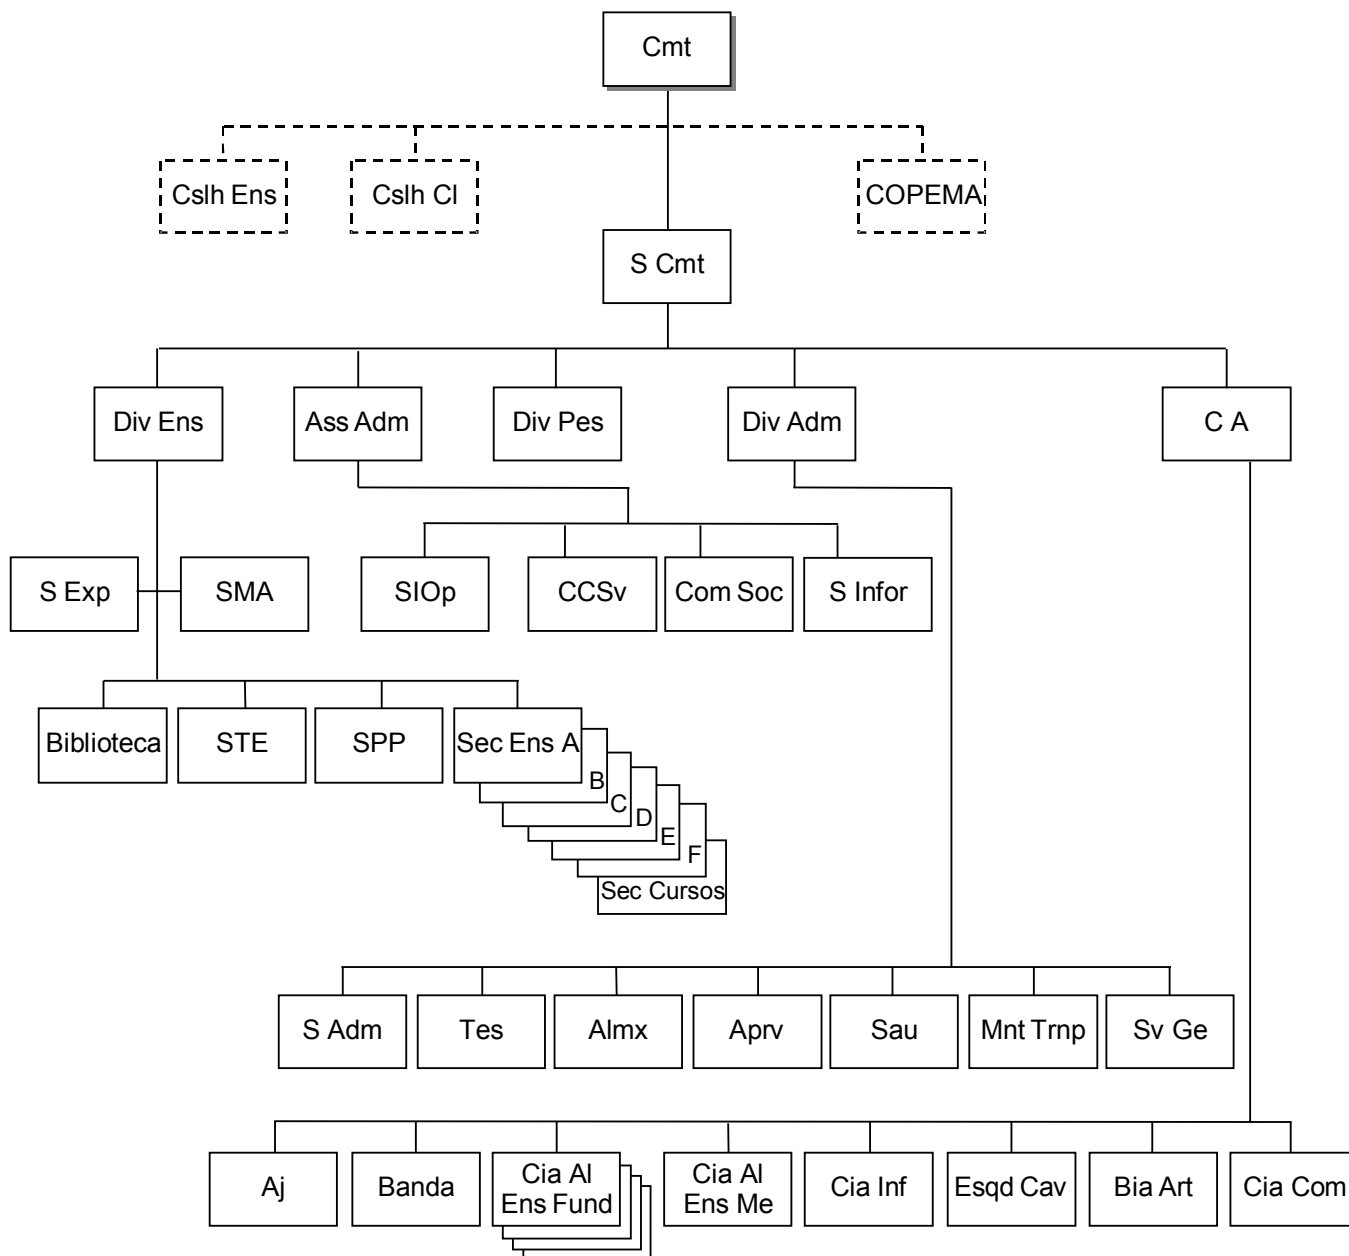 Cmt
Cslh Ens
Cslh Cl
COPEMA
S Cmt
Div Ens
Ass Adm
Div Pes
Div Adm
C A
S Exp
SMA
SIOp
CCSv
Com Soc
S Infor
Biblioteca
STE
SPP
Sec Ens A
B
C
D
E
F
Sec Cursos
S Adm
Tes
Almx
Aprv
Sau
Mnt Trnp
Sv Ge
Aj
Banda
Cia Al
Ens Fund
Cia Al
Ens Me
Cia Inf
Esqd Cav
Bia Art
Cia Com